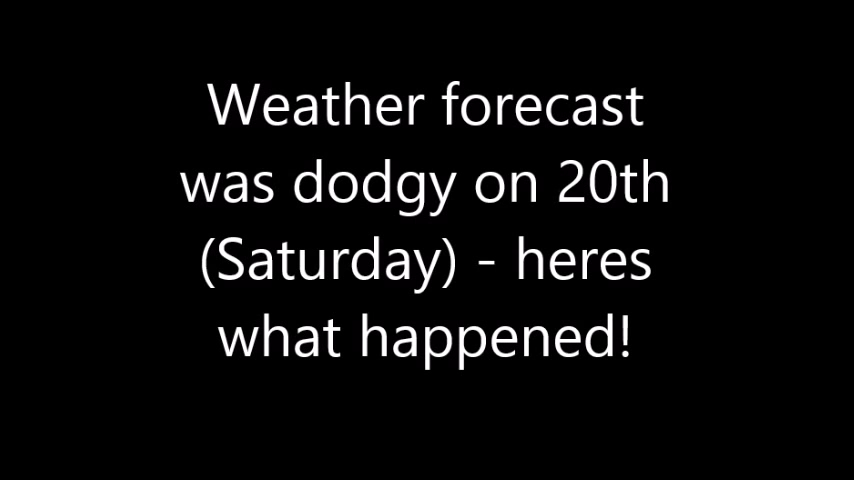 Weather forecast
was dodgy on 20th
(Saturday) - heres
what happened!